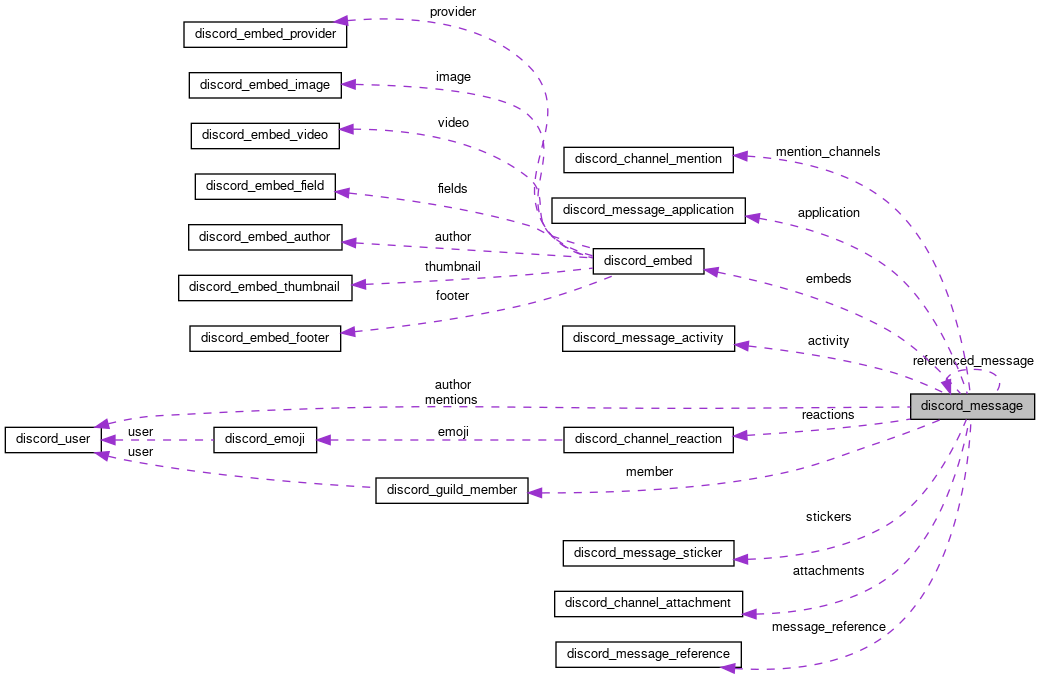 provider
discord_embed_provider
image
discord_embed_image
video
discord_embed_video
mention_channels
discord_channel_mention
fields
discord_embed_field
application
discord_message_application
author
discord_embed_author
discord_embed
thumbnail
embeds
discord_embed_thumbnail
footer
discord_embed_footer
discord_message_activity
activity
referenced_message
author
mentions
discord_message
reactions
discord_user
user
discord_emoji
emoji
discord_channel_reaction
user
member
discord_guild_member
stickers
discord_message_sticker
attachments
discord_channel_attachment
message_reference
discord_message_reference